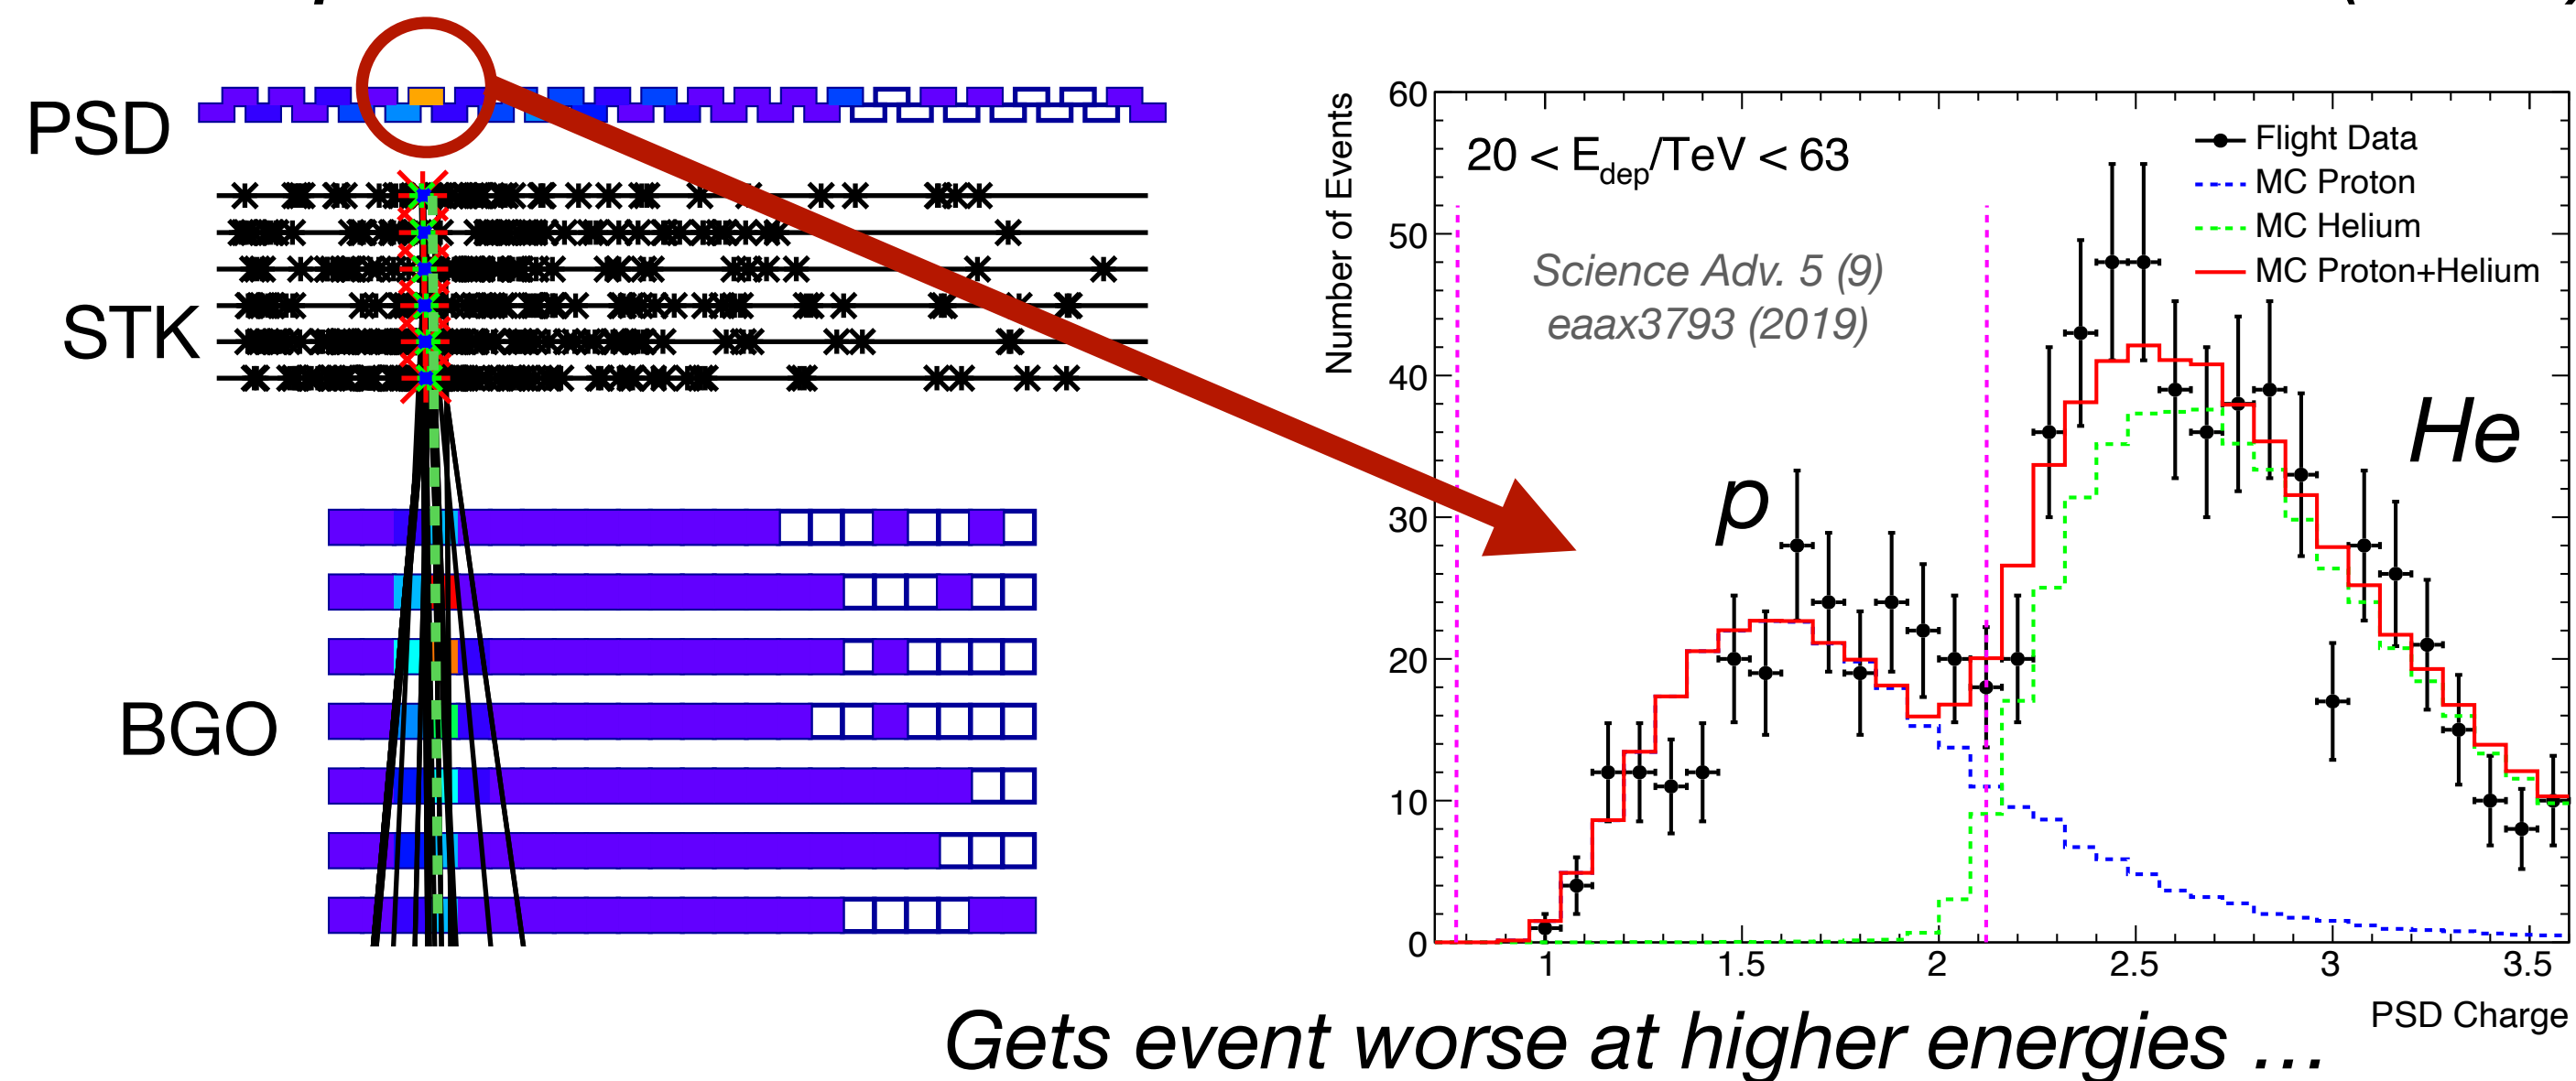 PSD
STK
BGO
Number of Events
60
50
40
30
20
10
0
20 < Edep/TeV < 63
Science Adv. 5 (9)
eaax3793 (2019)
Flight Data
MC Proton
MC Helium
MC Proton+Helium
p
He
1
1.5
2
2.5
3
3.5
PSD Charge
Gets event worse at higher energies …